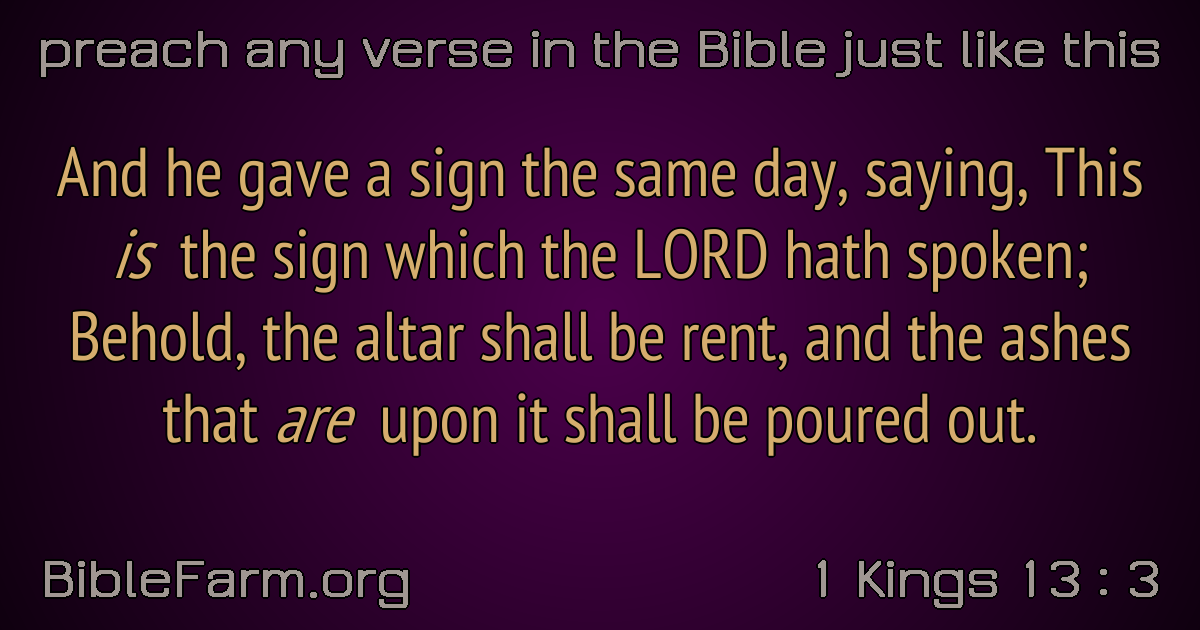 preach any verse in the Bible just like this
And he gave a sign the same day, saying, This
is the sign which the LORD hath spoken;
Behold, the altar shall be rent, and the ashes
that are upon it shall be poured out.
BibleFarm.org
1 Kings 13 : 3